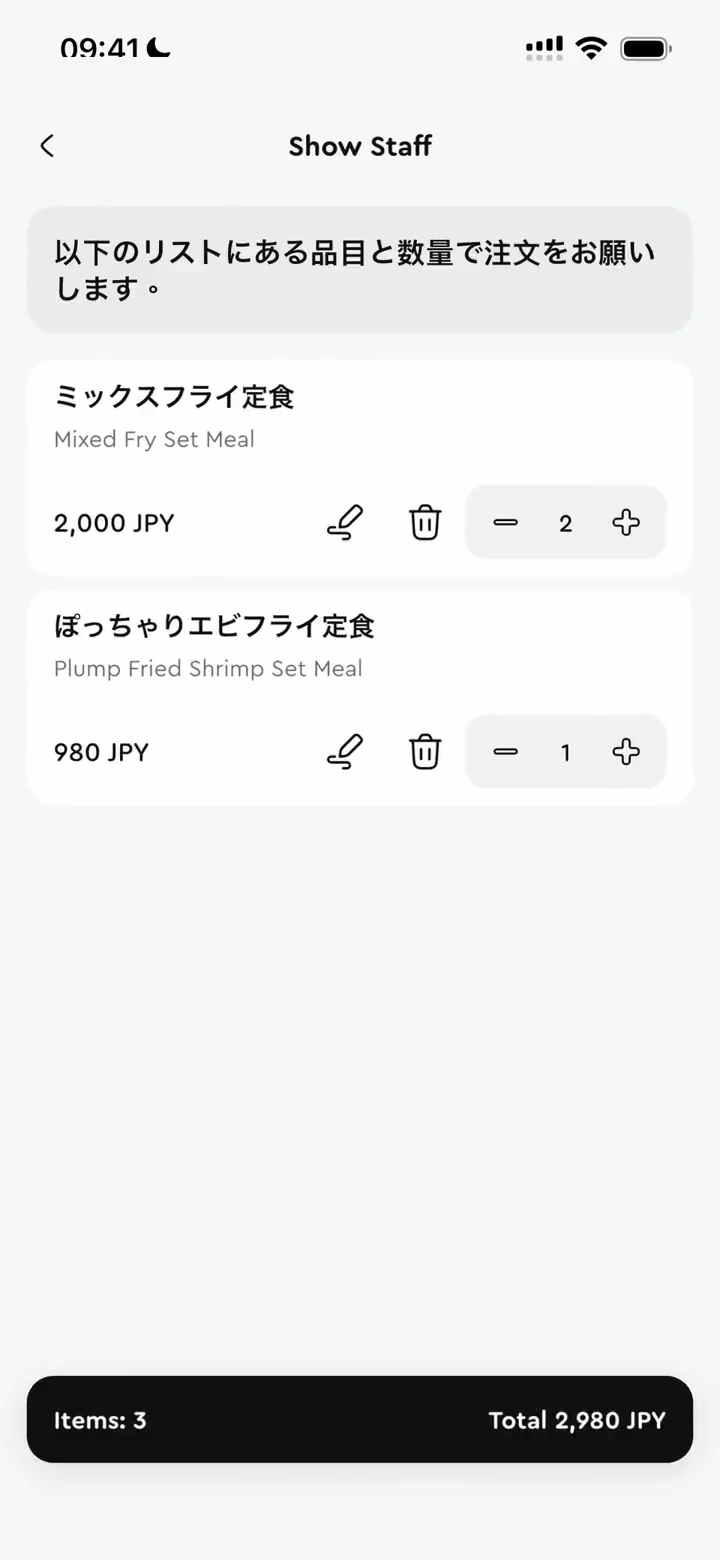 09:41
Show Staff
以下のリストにある品目と数量で注文をお願い
します。
ミックスフライ定食
Mixed Fry Set Meal
2,000 JPY
2
ぽっちゃりエビフライ定食
Plump Fried Shrimp Set Meal
980 JPY
1
Items: 3
Total 2,980 JPY